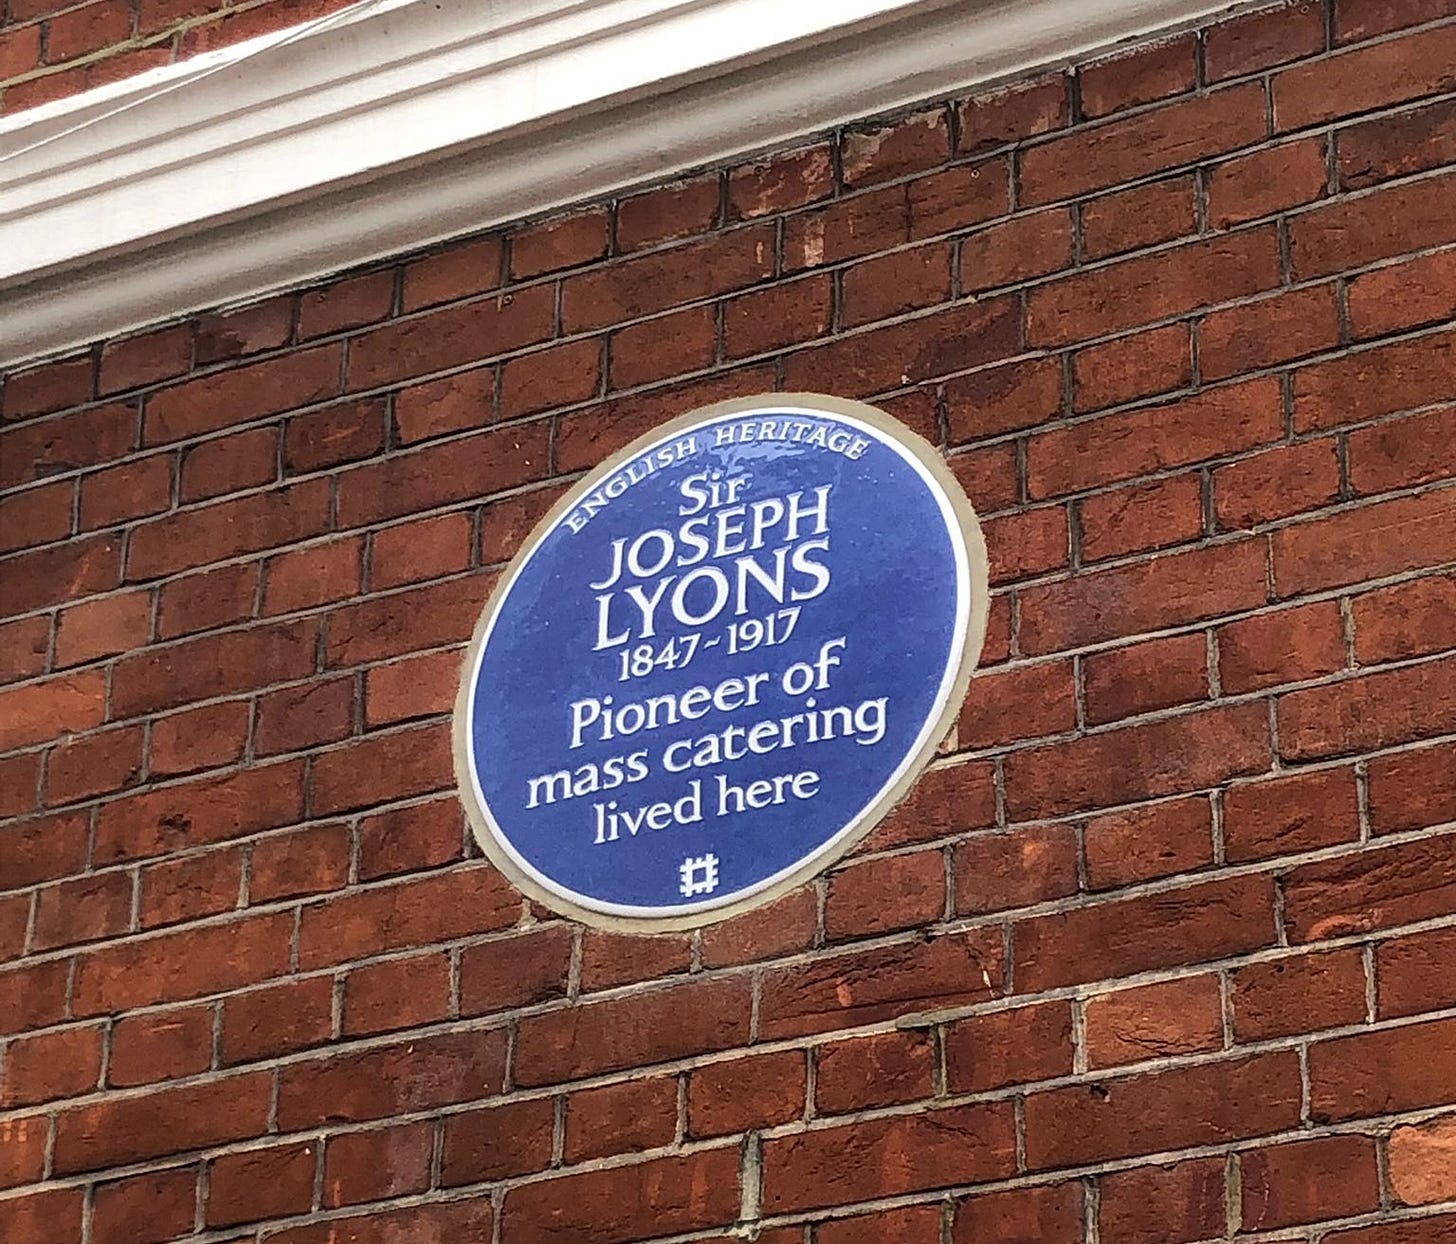 ENGLISH HERITAGE
Sir
JOSEPH
LYONS
1847~1917
Pioneer of
mass catering
lived here